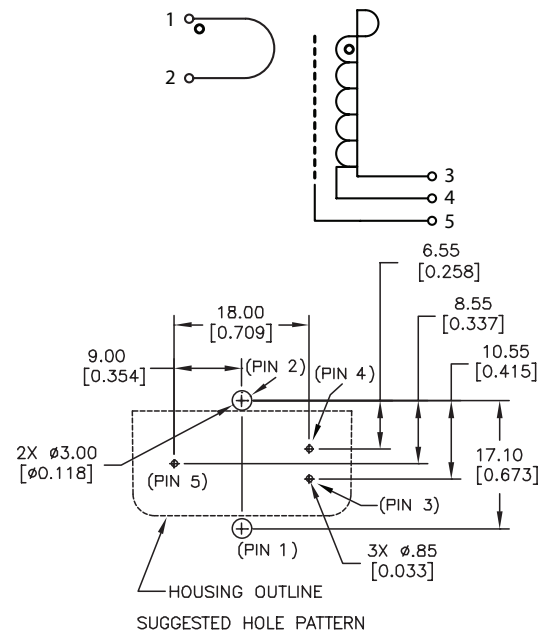 1
2
3
4
5
6.55
[0.258]
18.00
[0.709]
8.55
[0.337]
9.00
[0.354]
10.55
[0.415]
(PIN 2)
(PIN 4)
2X ø3.00
[ø0.118]
17.10
[0.673]
(PIN 5)
(PIN 3)
(PIN 1)
3X ø.85
[0.033]
HOUSING OUTLINE
SUGGESTED HOLE PATTERN